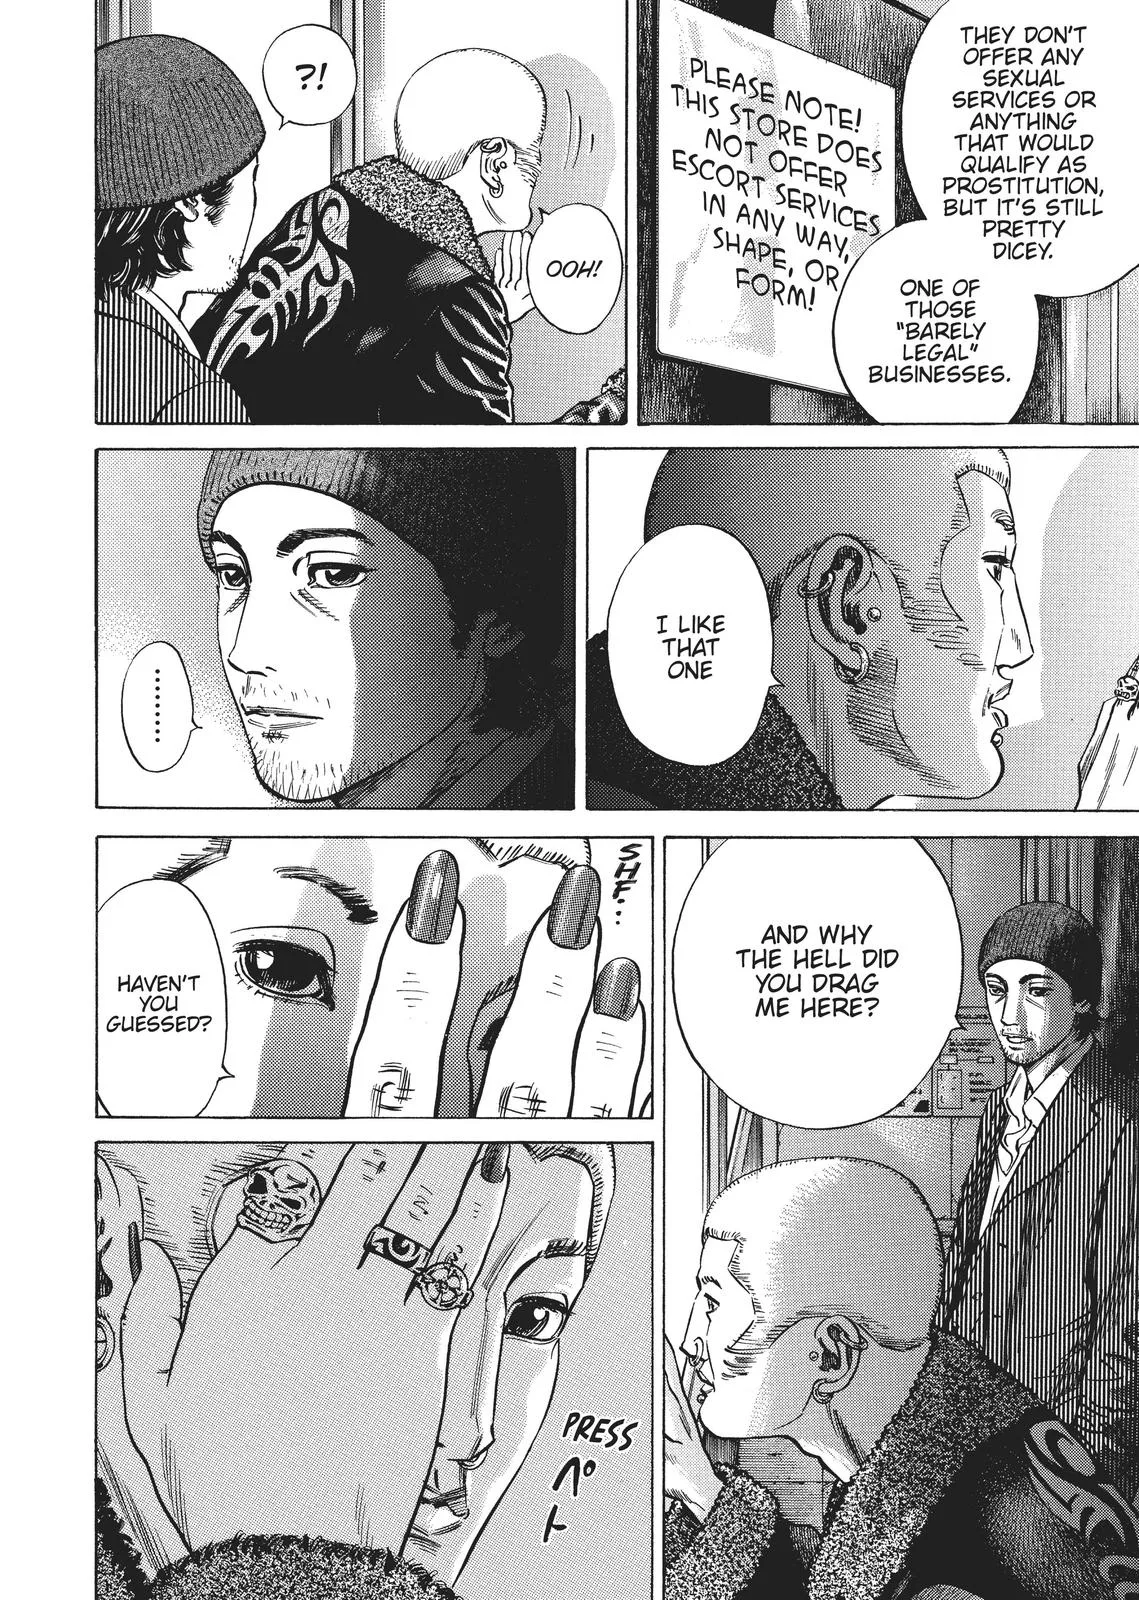 THEY DON'T
OFFER ANY
SEXUAL
SERVICES OR
ANYTHING
THAT WOULD
QUALIFY AS
PROSTITUTION,
BUT IT'S STILL
PRETTY
DICEY.
ONE OF
THOSE
"BARELY
LEGAL"
BUSINESSES.
PLEASE NOTE!
THIS STORE DOES
NOT OFFER
ESCORT SERVICES
IN ANY WAY,
SHAPE, OR
FORM!
?!
OOH!
I LIKE
THAT
ONE
.........
AND WHY
THE HELL DID
YOU DRAG
ME HERE?
SHF...
HAVEN'T
YOU
GUESSED?
PRESS
ペト